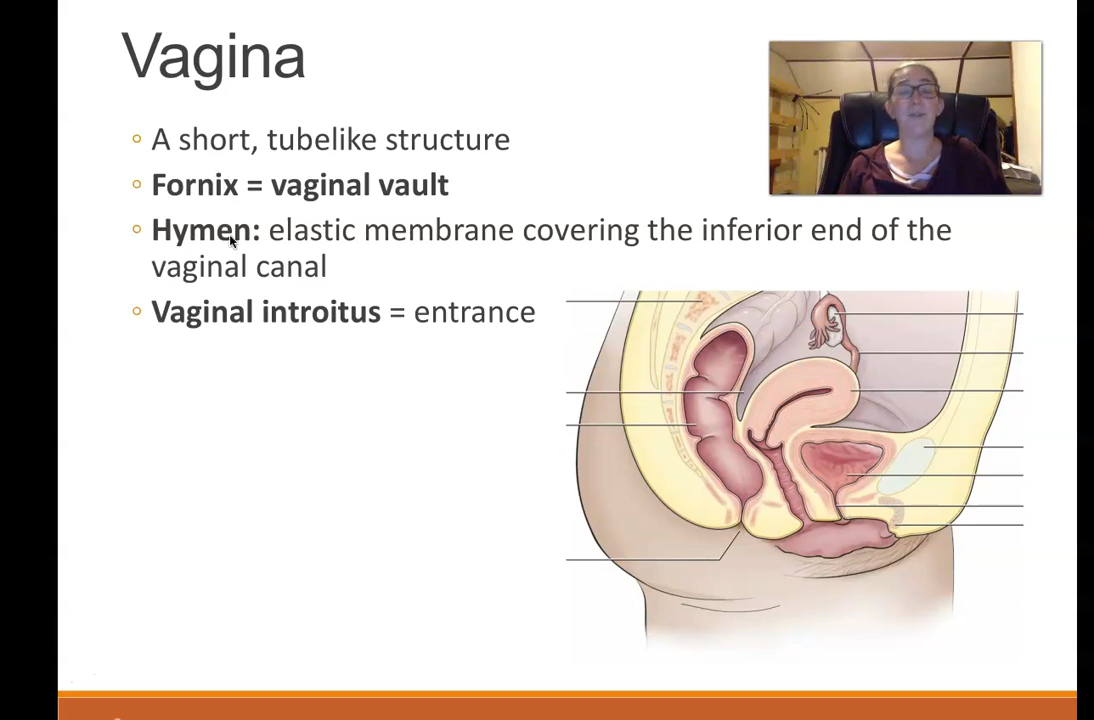 Vagina
A short, tubelike structure
Fornix = vaginal vault
Hymen: elastic membrane covering the inferior end of the
vaginal canal
Vaginal introitus = entrance